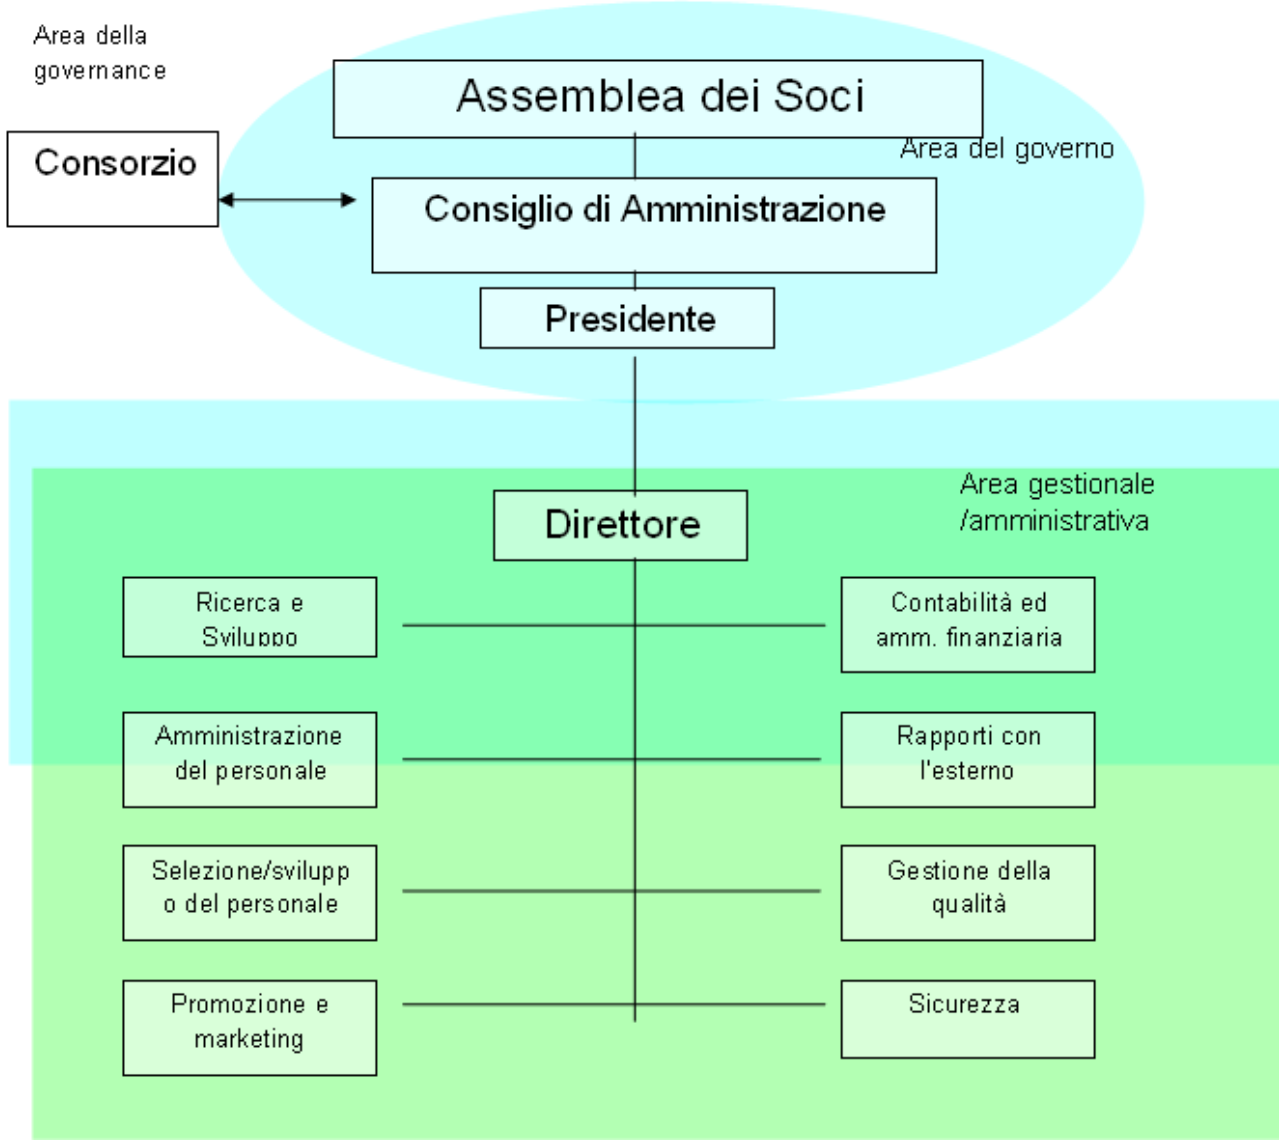 Area della
governance
Assemblea dei Soci
Area del governo
Consorzio
Consiglio di Amministrazione
Presidente
Area gestionale
/amministrativa
Direttore
Ricerca e
Sviluppo
Contabilità ed
amm. finanziaria
Amministrazione
del personale
Rapporti con
l'esterno
Selezione/svilupp
o del personale
Gestione della
qualità
Promozione e
marketing
Sicurezza